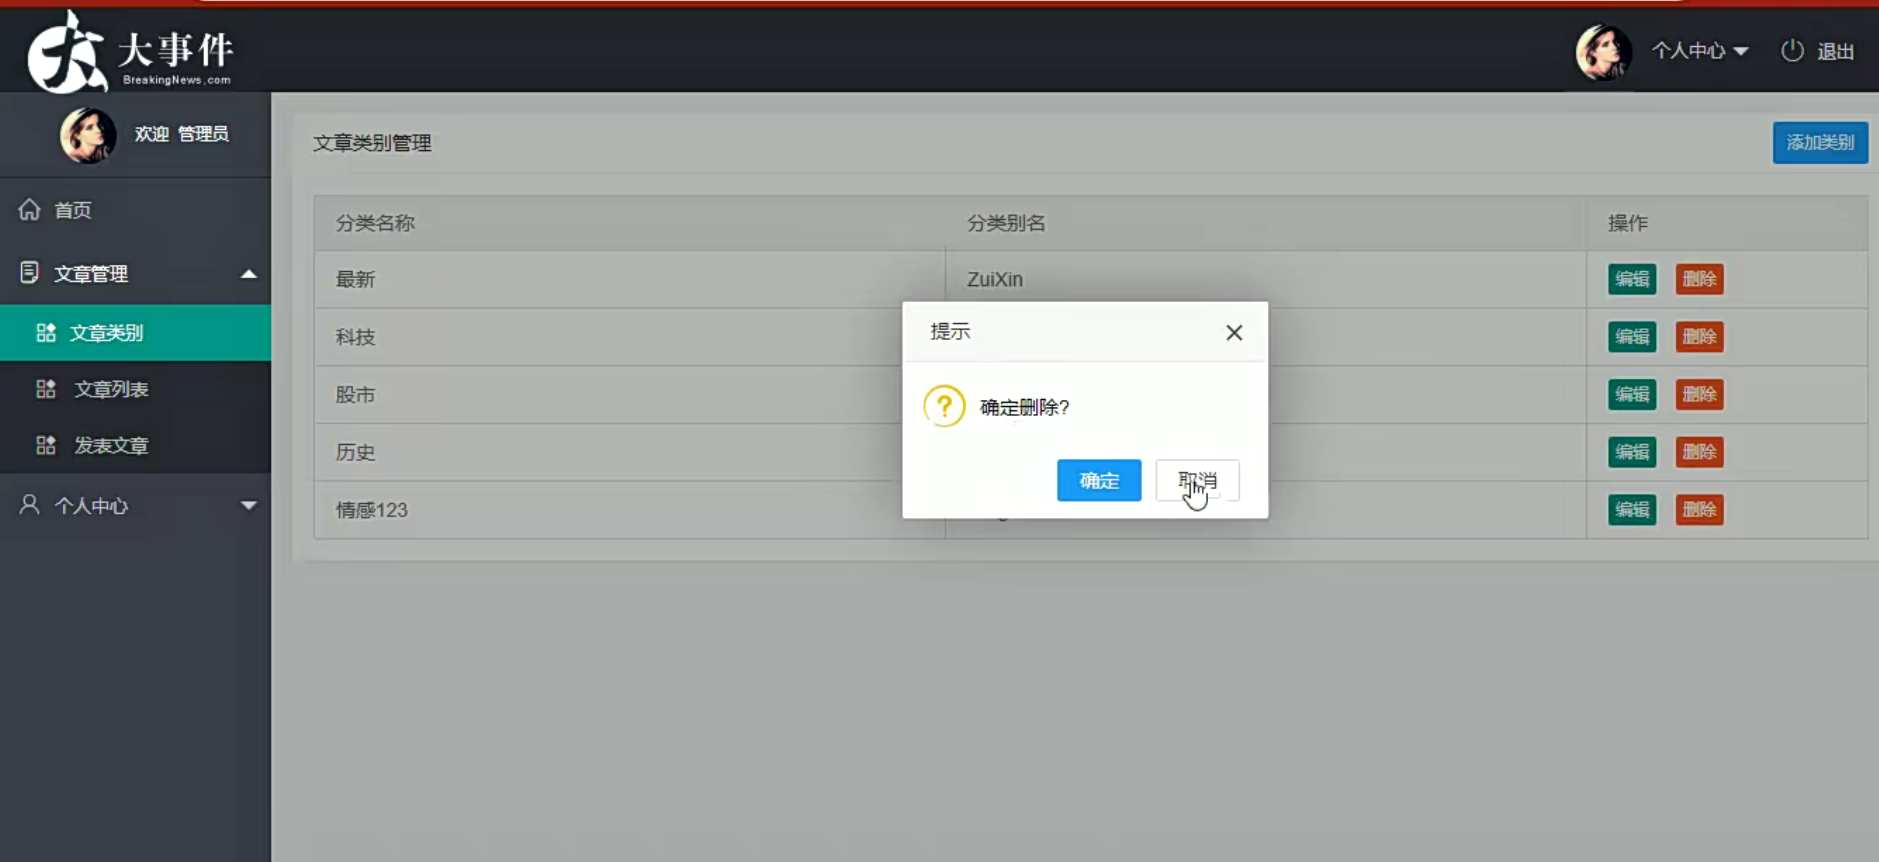 大事件
BreakingNews.com
个人中心
退出
欢迎 管理员
首页
文章管理
文章类别
文章列表
发表文章
个人中心
文章类别管理
添加类别
分类名称 分类别名 操作
最新 ZuiXin 编辑 删除
科技 编辑 删除
股市 编辑 删除
历史 编辑 删除
情感123 编辑 删除
提示
确定删除?
确定 取消